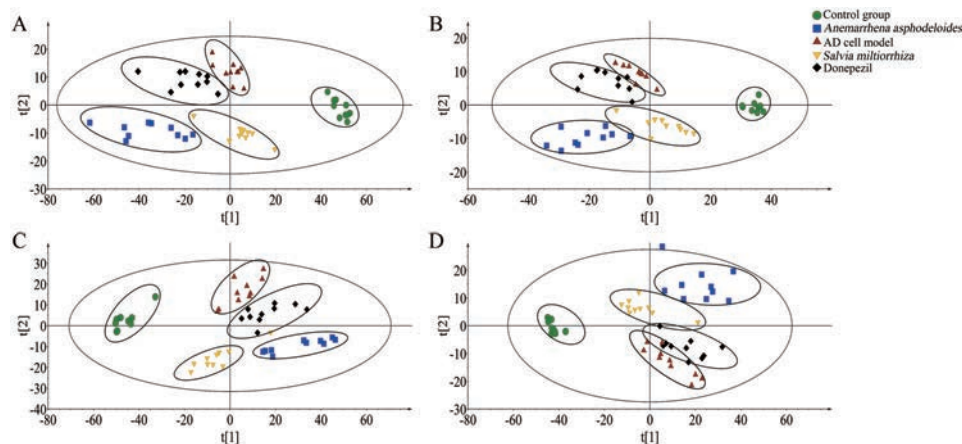 A
t[2]
20
10
0
-10
-20
-30
-80 -60 -40 -20 0 20 40 60 80
t[1]
B
t[2]
20
10
0
-10
-20
-60 -40 -20 0 20 40
t[1]
Control group
Anemarrhena asphodeloides
AD cell model
Salvia miltiorrhiza
Donepezil
C
t[2]
30
20
10
0
-10
-20
-30
-40
-80 -60 -40 -20 0 20 40 60
t[1]
D
t[2]
20
10
0
-10
-20
-30
-60 -40 -20 0 20 40 60
t[1]